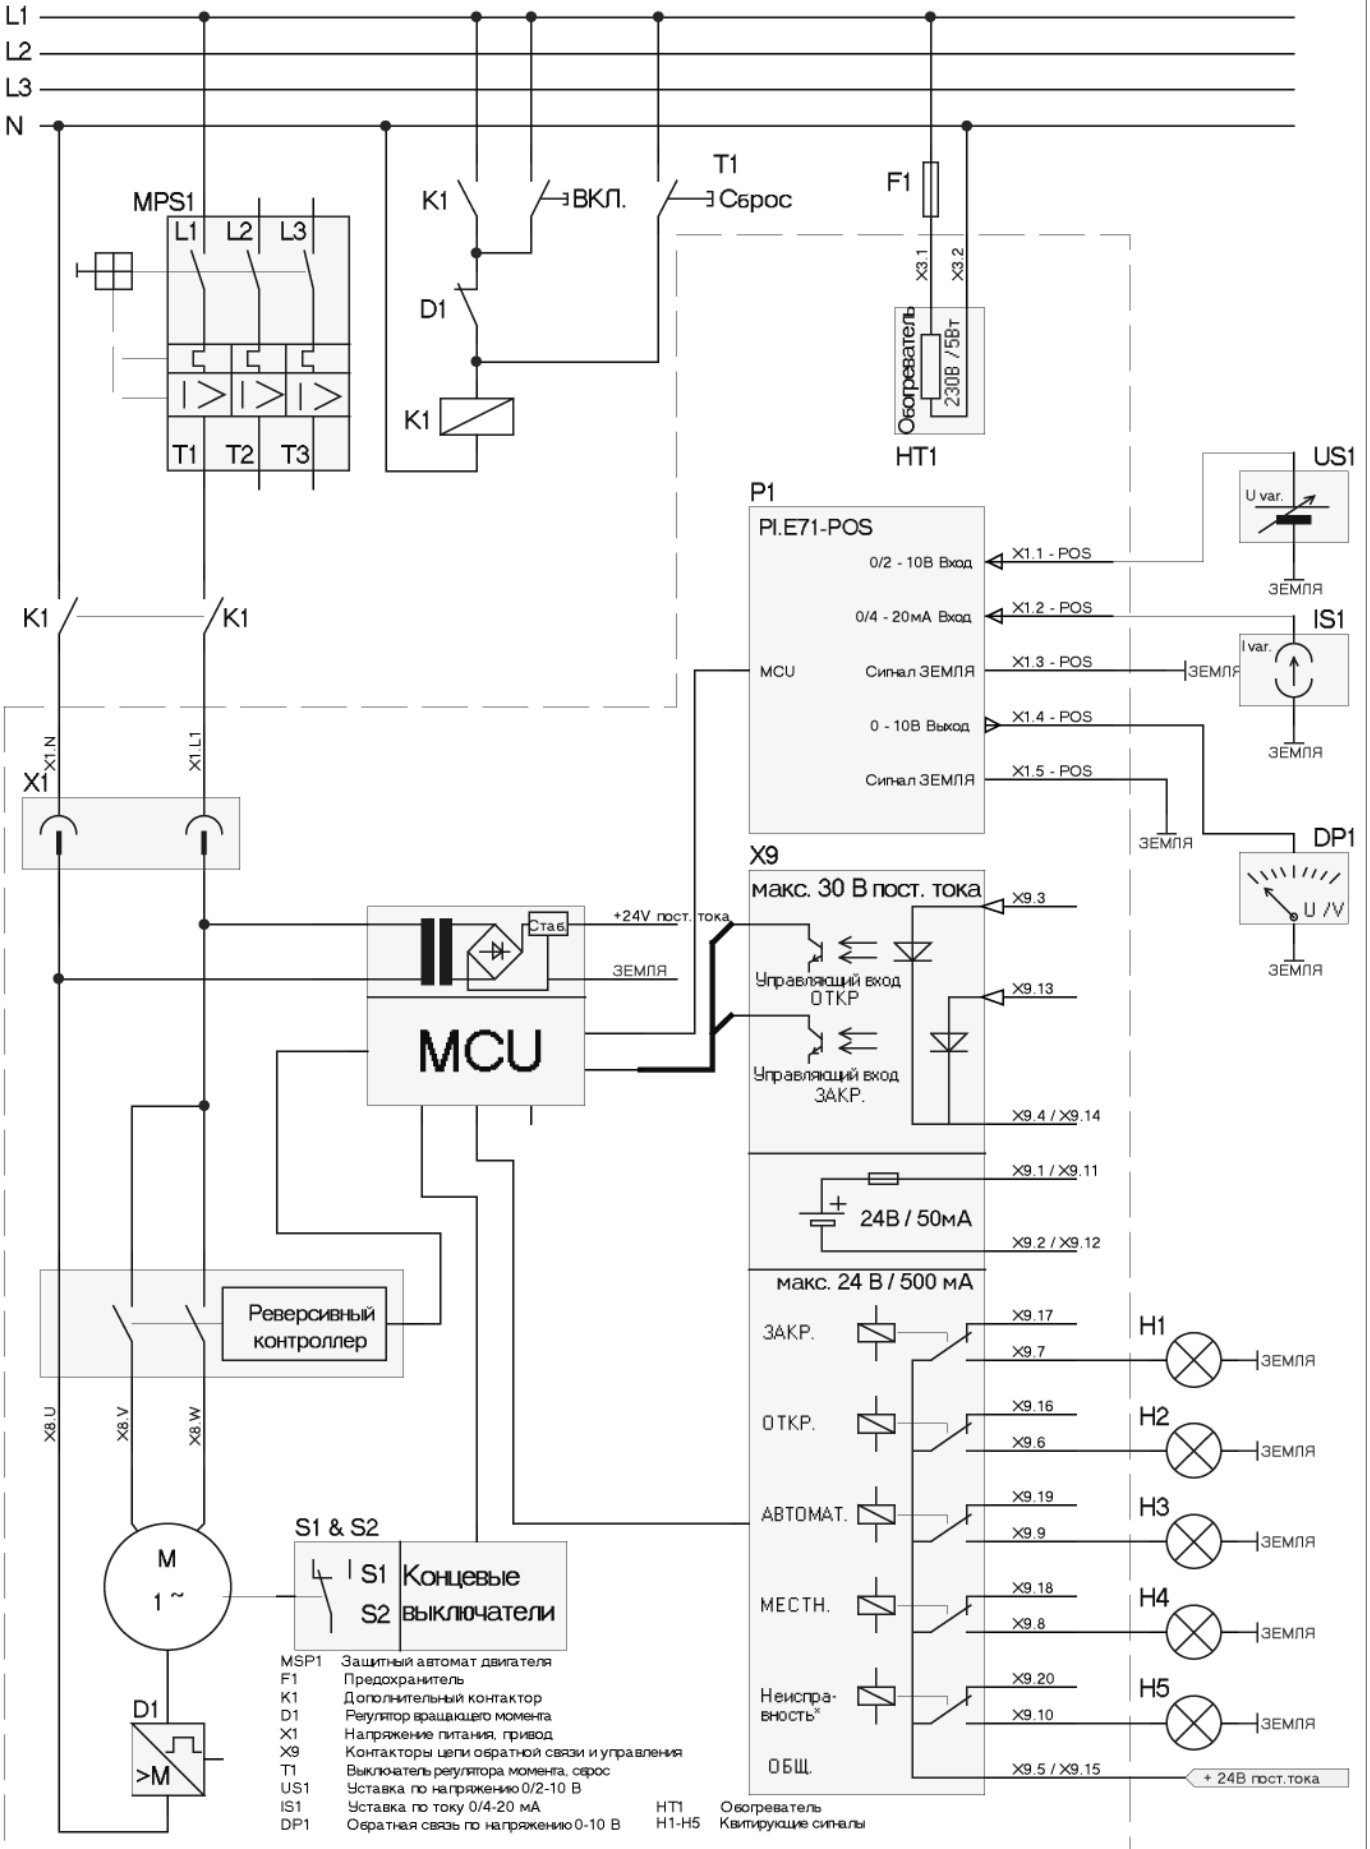 L1
L2
L3
N
MPS1
L1 L2 L3
T1 T2 T3
K1
ВКЛ.
T1
Сброс
D1
K1
F1
X3.1
X3.2
Обогреватель
230В /5Вт
HT1
K1
K1
X1.N
X1.L1
X1
P1
PI.E71-POS
0/2 - 10В Вход
X1.1 - POS
0/4 - 20мА Вход
X1.2 - POS
MCU
Сигнал ЗЕМЛЯ
X1.3 - POS
ЗЕМЛЯ
0 - 10В Выход
X1.4 - POS
Сигнал ЗЕМЛЯ
X1.5 - POS
ЗЕМЛЯ
US1
U var.
ЗЕМЛЯ
IS1
I var.
ЗЕМЛЯ
DP1
U /V
ЗЕМЛЯ
Стаб.
+24V пост. тока
ЗЕМЛЯ
MCU
X9
макс. 30 В пост. тока
X9.3
Управляющий вход
ОТКР
X9.13
Управляющий вход
ЗАКР.
X9.4 / X9.14
X9.1 / X9.11
+
24В / 50мА
X9.2 / X9.12
макс. 24 В / 500 мА
ЗАКР.
X9.17
X9.7
H1
ЗЕМЛЯ
ОТКР.
X9.16
X9.6
H2
ЗЕМЛЯ
АВТОМАТ.
X9.19
X9.9
H3
ЗЕМЛЯ
МЕСТН.
X9.18
X9.8
H4
ЗЕМЛЯ
Неиспра-
вность*
X9.20
X9.10
H5
ЗЕМЛЯ
ОБЩ.
X9.5 / X9.15
+ 24В пост.тока
Реверсивный
контроллер
X8.U
X8.V
X8.W
M
1 ~
S1 & S2
S1
S2
Концевые
выключатели
D1
>M
MSP1 Защитный автомат двигателя
F1 Предохранитель
K1 Дополнительный контактор
D1 Регулятор вращающего момента
X1 Напряжение питания, привод
X9 Контакторы цепи обратной связи и управления
T1 Выключатель регулятора момента, сброс
US1 Уставка по напряжению 0/2-10 В
IS1 Уставка по току 0/4-20 мА
DP1 Обратная связь по напряжению 0-10 В
HT1 Обогреватель
H1-H5 Квитирующие сигналы